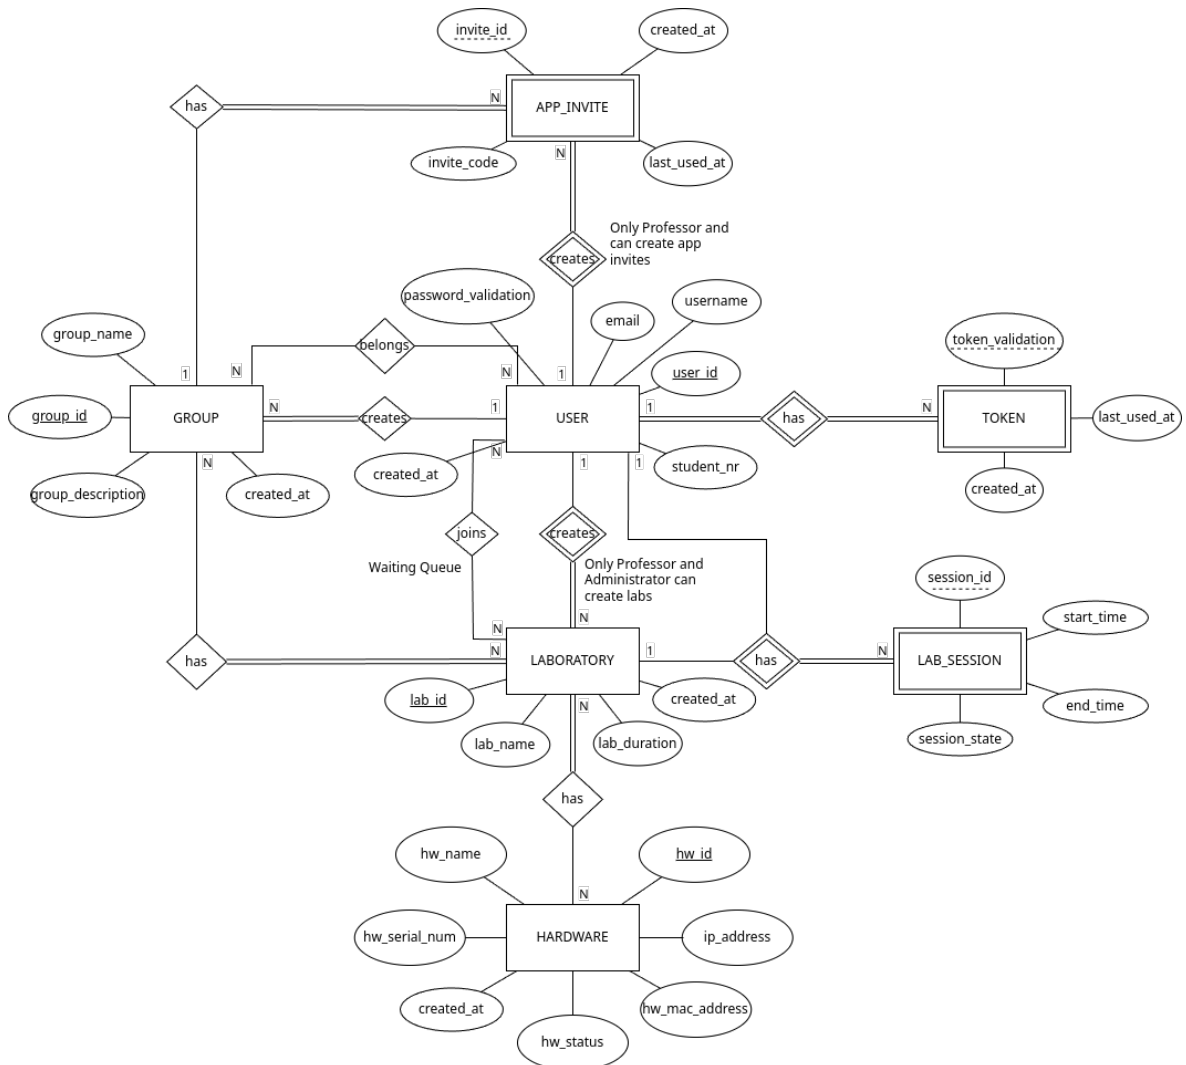 invite_id
created_at
has
N
APP_INVITE
invite_code
N
last_used_at
Only Professor and
can create app
invites
creates
password_validation
username
email
group_name
belongs
token_validation
1
N
N
1
user_id
group_id
GROUP
N
creates
1
USER
1
has
N
TOKEN
last_used_at
group_description
created_at
N
created_at
N
1
1
student_nr
created_at
joins
creates
Waiting Queue
Only Professor and
Administrator can
create labs
session_id
start_time
N
N
has
N
LABORATORY
1
has
N
LAB_SESSION
lab_id
created_at
end_time
N
lab_name
lab_duration
session_state
has
hw_name
hw_id
N
hw_serial_num
HARDWARE
ip_address
created_at
hw_mac_address
hw_status